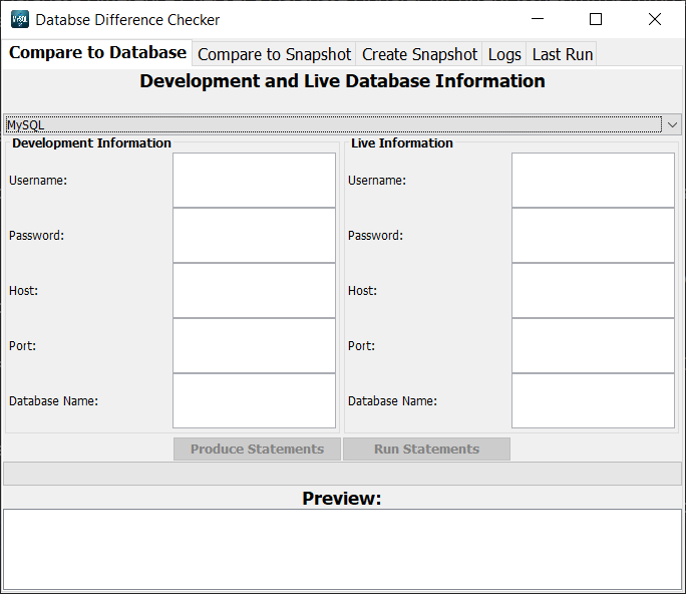 MySQL Databse Difference Checker
Compare to Database Compare to Snapshot Create Snapshot Logs Last Run
Development and Live Database Information
MySQL
Development Information Live Information
Username: Username:
Password: Password:
Host: Host:
Port: Port:
Database Name: Database Name:
Produce Statements Run Statements
Preview: